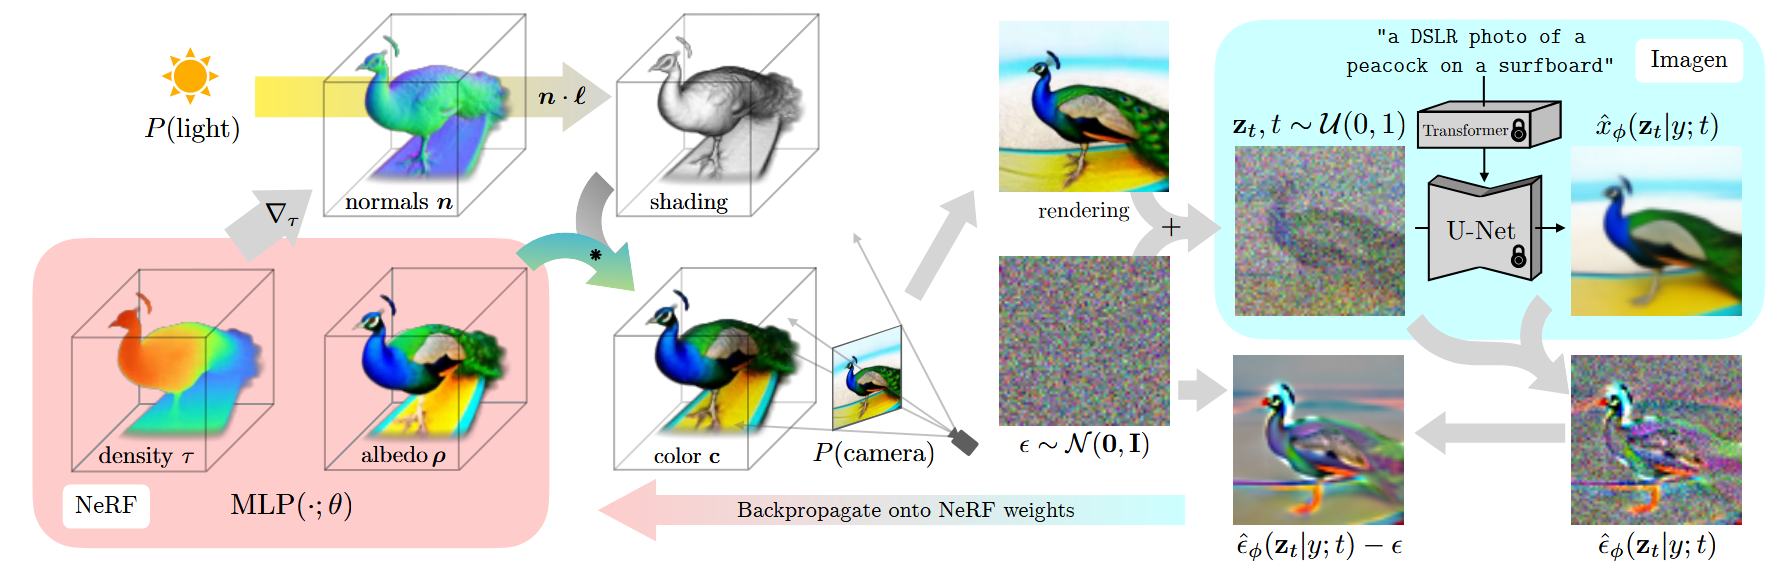 P(light)
∇τ
normals n
n · ℓ
shading
density τ
albedo ρ
NeRF
MLP(·; θ)
*
color c
P(camera)
rendering
+
ϵ ∼ 𝒩(0, I)
Backpropagate onto NeRF weights
"a DSLR photo of a
peacock on a surfboard"
Imagen
Transformer
z_t, t ∼ 𝒰(0, 1)
U-Net
x̂_ϕ(z_t|y; t)
ϵ̂_ϕ(z_t|y; t) − ϵ
ϵ̂_ϕ(z_t|y; t)